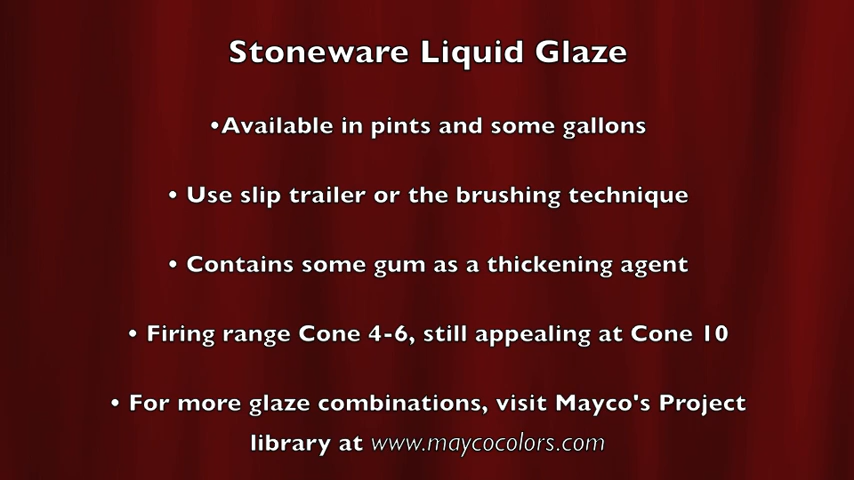 Stoneware Liquid Glaze
•Available in pints and some gallons
• Use slip trailer or the brushing technique
• Contains some gum as a thickening agent
• Firing range Cone 4-6, still appealing at Cone 10
• For more glaze combinations, visit Mayco's Project
library at www.maycocolors.com